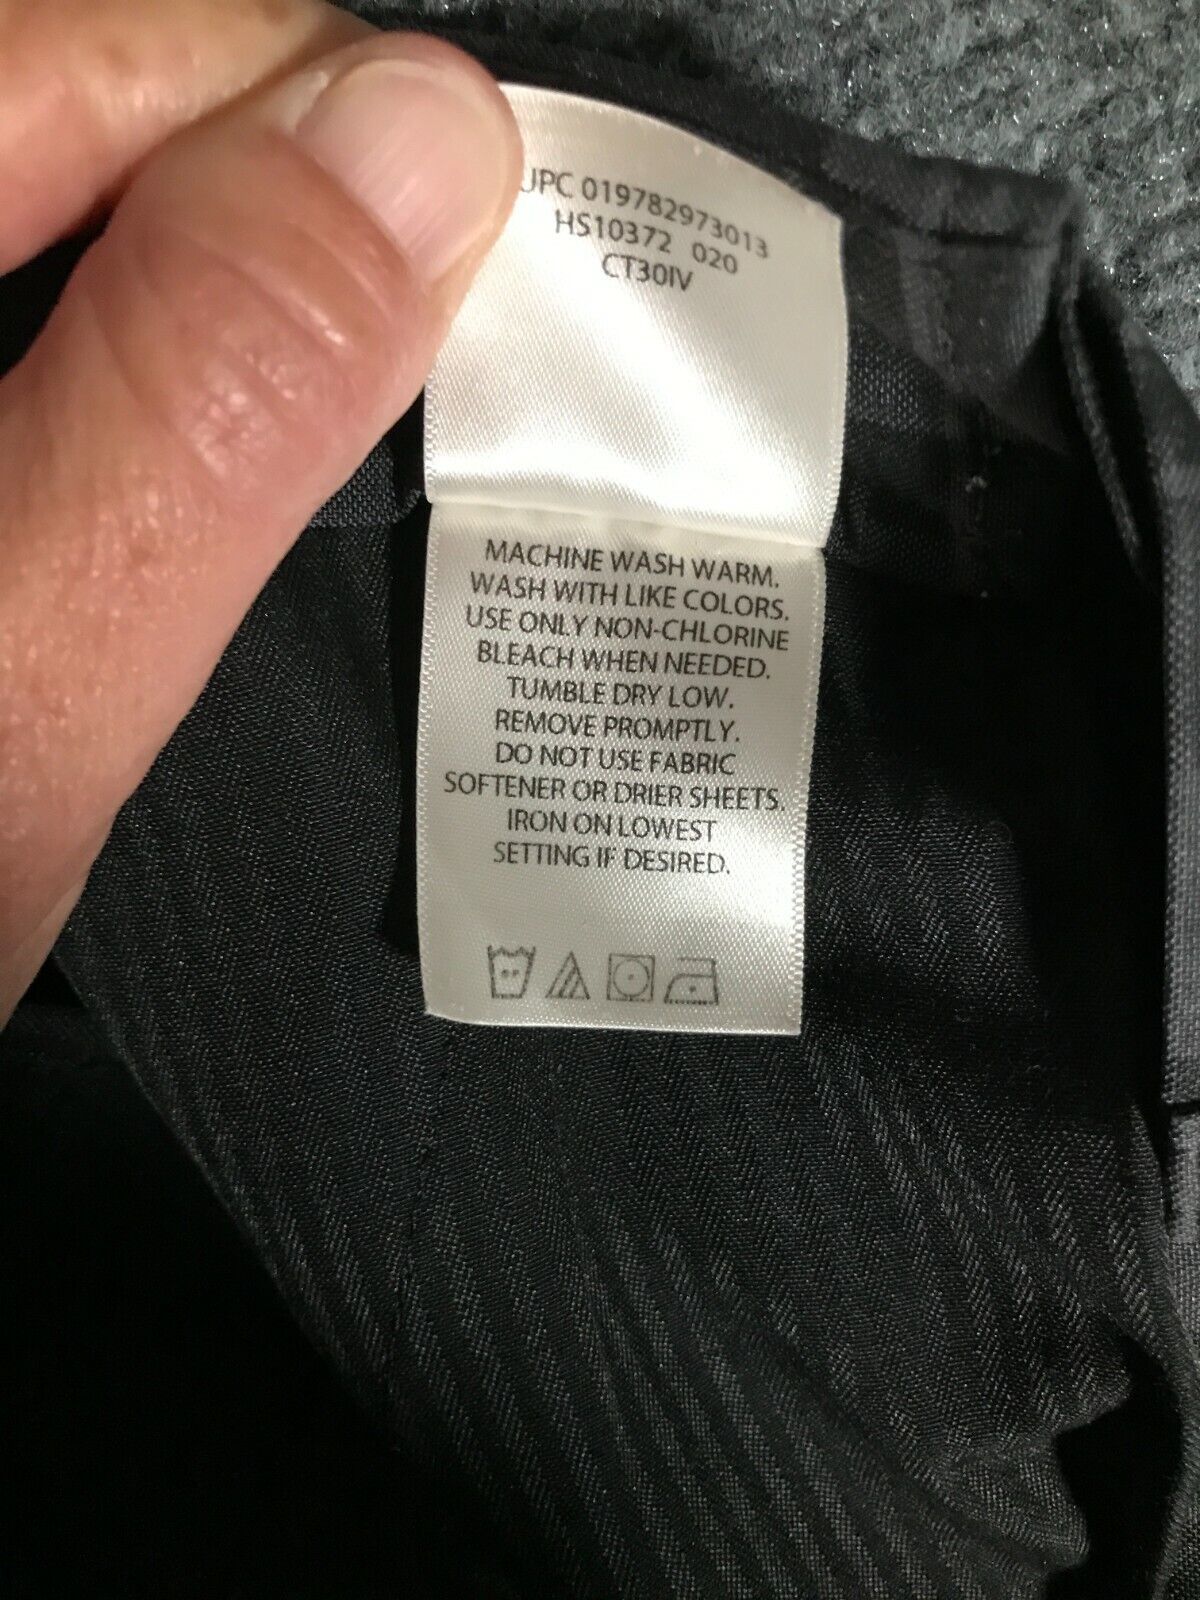 UPC 019782973013
HS10372 020
CT30IV
MACHINE WASH WARM.
WASH WITH LIKE COLORS.
USE ONLY NON-CHLORINE
BLEACH WHEN NEEDED.
TUMBLE DRY LOW.
REMOVE PROMPTLY.
DO NOT USE FABRIC
SOFTENER OR DRIER SHEETS.
IRON ON LOWEST
SETTING IF DESIRED.